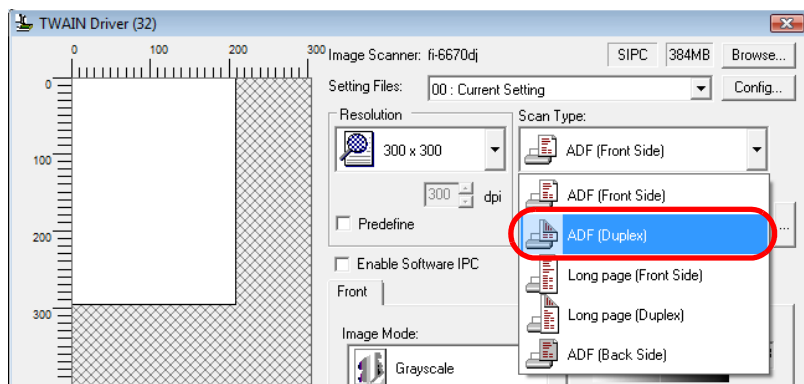 TWAIN Driver (32)
0 100 200 300
Image Scanner: fi-6670dj SIPC 384MB Browse...
0
Setting Files: 00 : Current Setting Config...
Resolution Scan Type:
300 x 300 ADF (Front Side)
100
300 dpi ADF (Front Side)
Predefine
200 ADF (Duplex) ...
Enable Software IPC Long page (Front Side)
Front
300 Long page (Duplex)
Image Mode:
Grayscale ADF (Back Side)